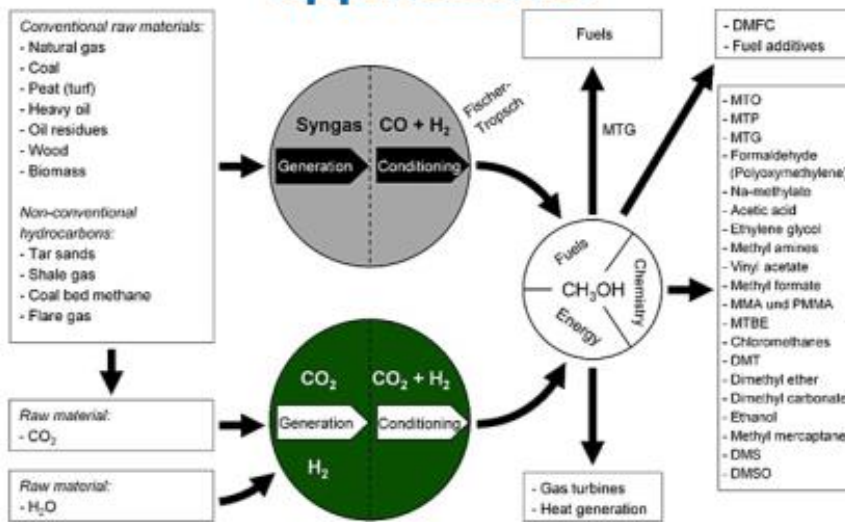 Conventional raw materials:
- Natural gas
- Coal
- Peat (turf)
- Heavy oil
- Oil residues
- Wood
- Biomass
Non-conventional
hydrocarbons:
- Tar sands
- Shale gas
- Coal bed methane
- Flare gas
Raw material:
- CO₂
Raw material:
- H₂O
Syngas
CO + H₂
Generation
Conditioning
Fischer-
Tropsch
CO₂
CO₂ + H₂
Generation
Conditioning
H₂
Fuels
MTG
Fuels
CH₃OH
Chemistry
Energy
- Gas turbines
- Heat generation
- DMFC
- Fuel additives
- MTO
- MTP
- MTG
- Formaldehyde
(Polyoxymethylene)
- Na-methylate
- Acetic acid
- Ethylene glycol
- Methyl amines
- Vinyl acetate
- Methyl formate
- MMA und PMMA
- MTBE
- Chloromethanes
- DMT
- Dimethyl ether
- Dimethyl carbonate
- Ethanol
- Methyl mercaptane
- DMS
- DMSO